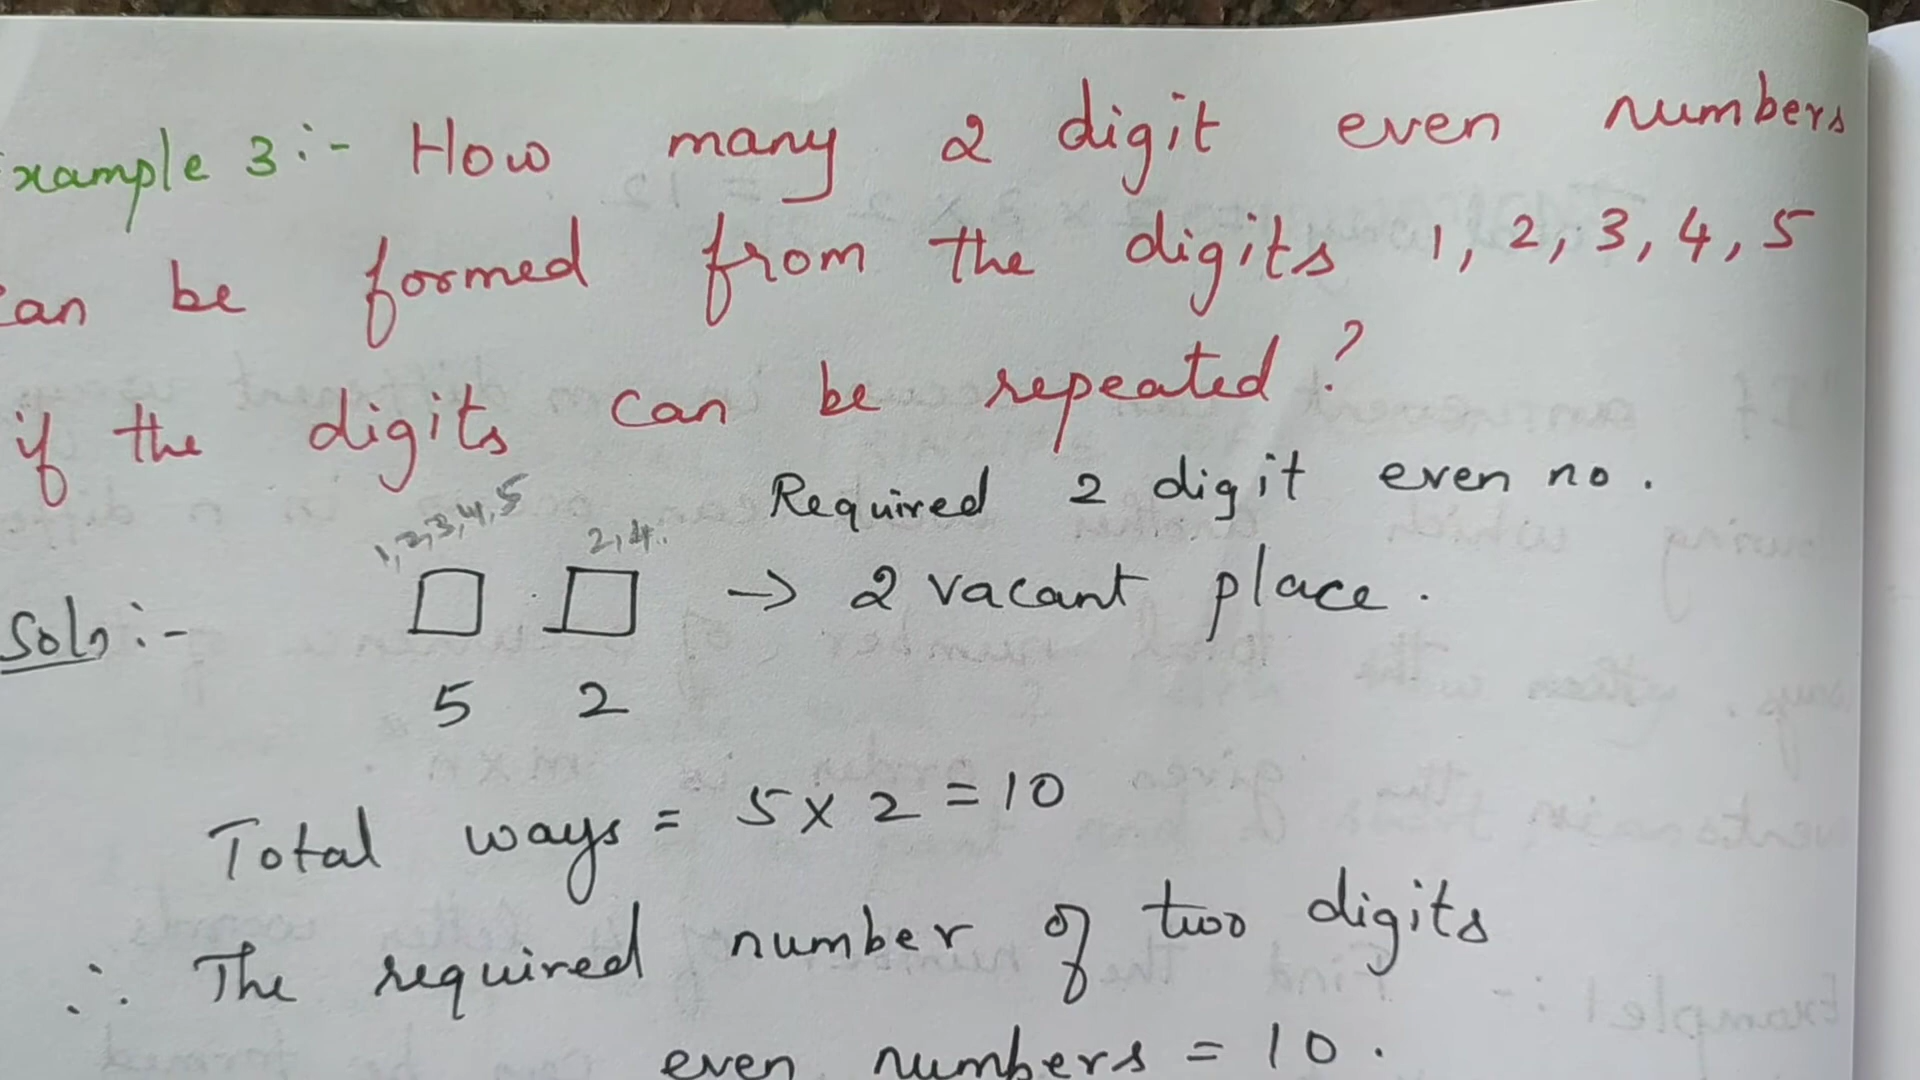 xample 3:- How many 2 digit even numbers
can be formed from the digits 1, 2, 3, 4, 5
if the digits can be repeated?
Required 2 digit even no.
1,2,3,4,5 2,4.
Soln:- → 2 vacant place.
5 2
Total ways = 5 x 2 = 10
∴ The required number of two digits
even numbers = 10.